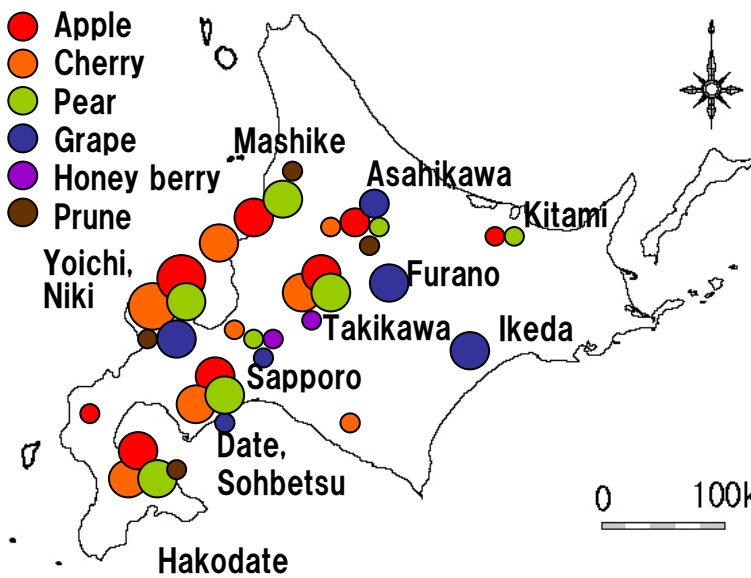 Apple
Cherry
Pear
Grape
Honey berry
Prune
Mashike
Asahikawa
Kitami
Yoichi,
Niki
Furano
Takikawa
Ikeda
Sapporo
Date,
Sohbetsu
Hakodate
0 100k